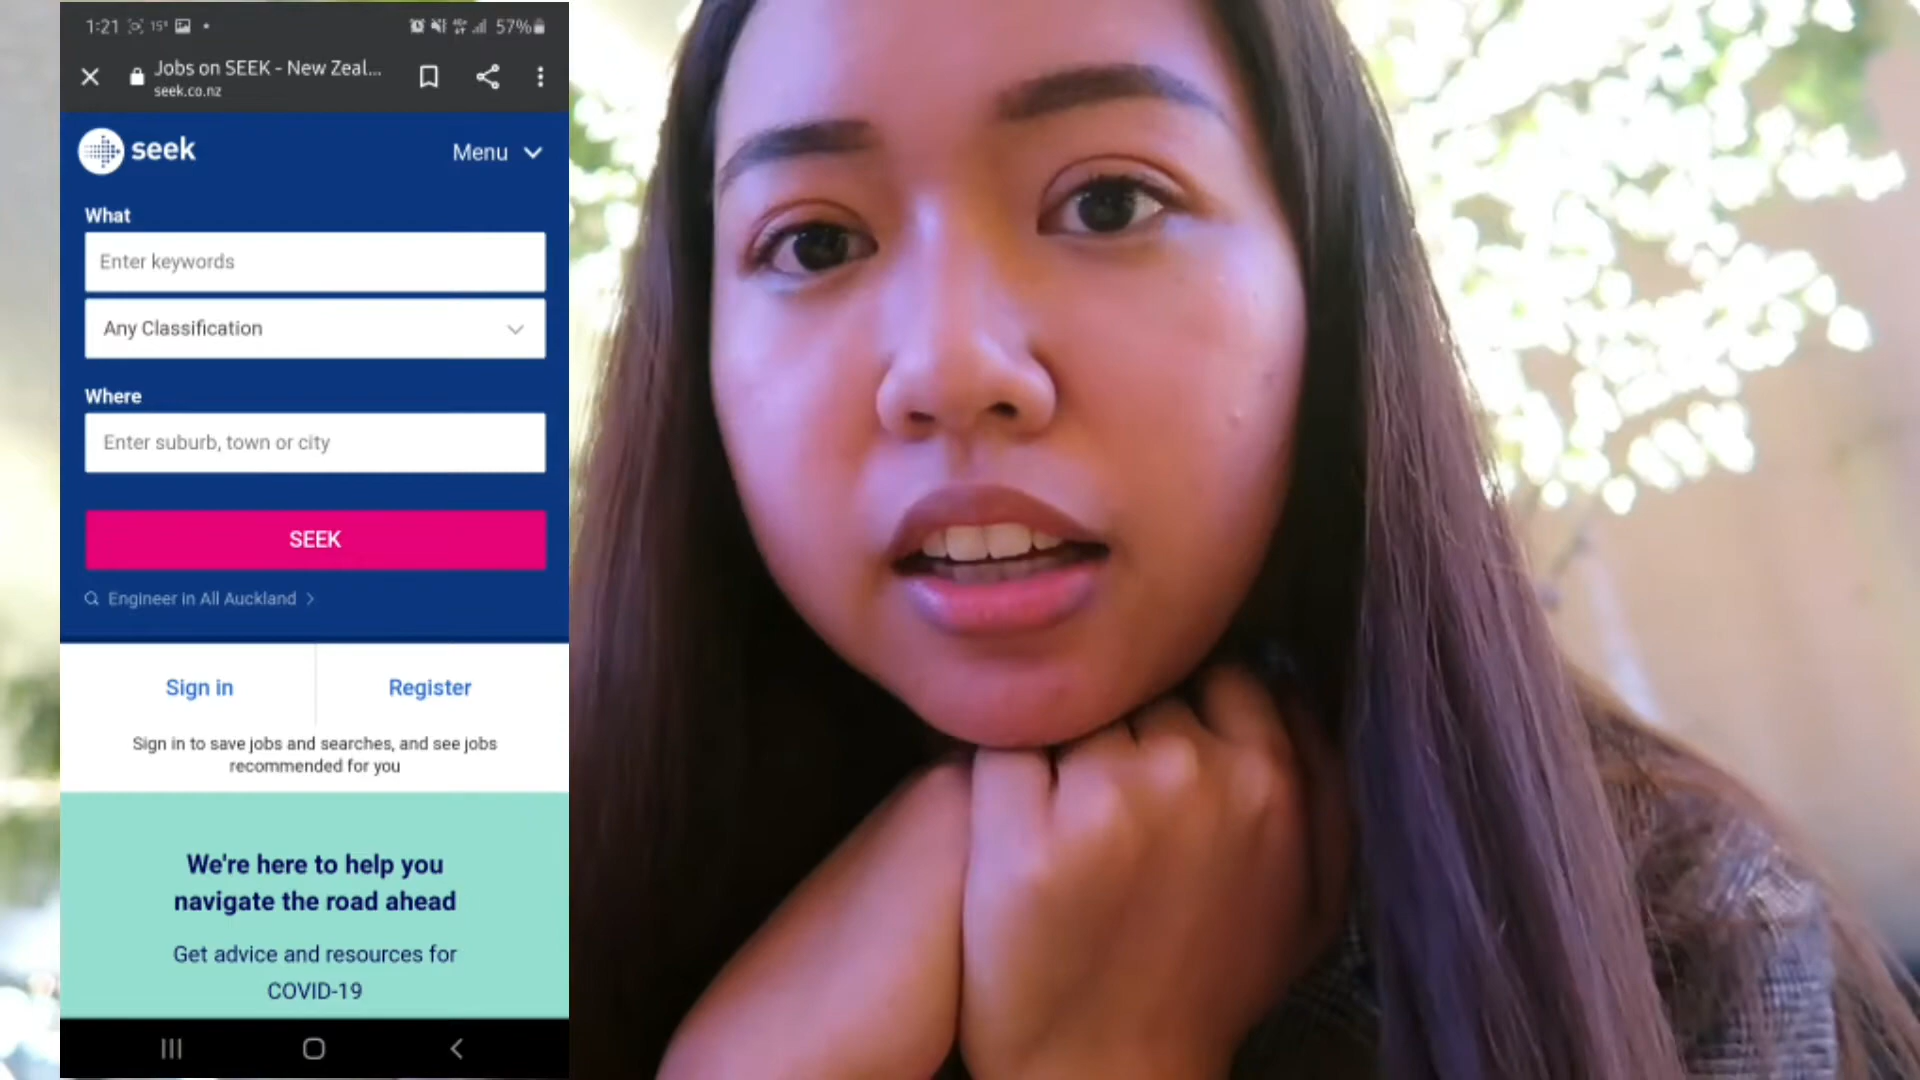 1:21 15° 57%
Jobs on SEEK - New Zeal...
seek.co.nz
seek
Menu
What
Enter keywords
Any Classification
Where
Enter suburb, town or city
SEEK
Engineer in All Auckland
Sign in
Register
Sign in to save jobs and searches, and see jobs
recommended for you
We're here to help you
navigate the road ahead
Get advice and resources for
COVID-19